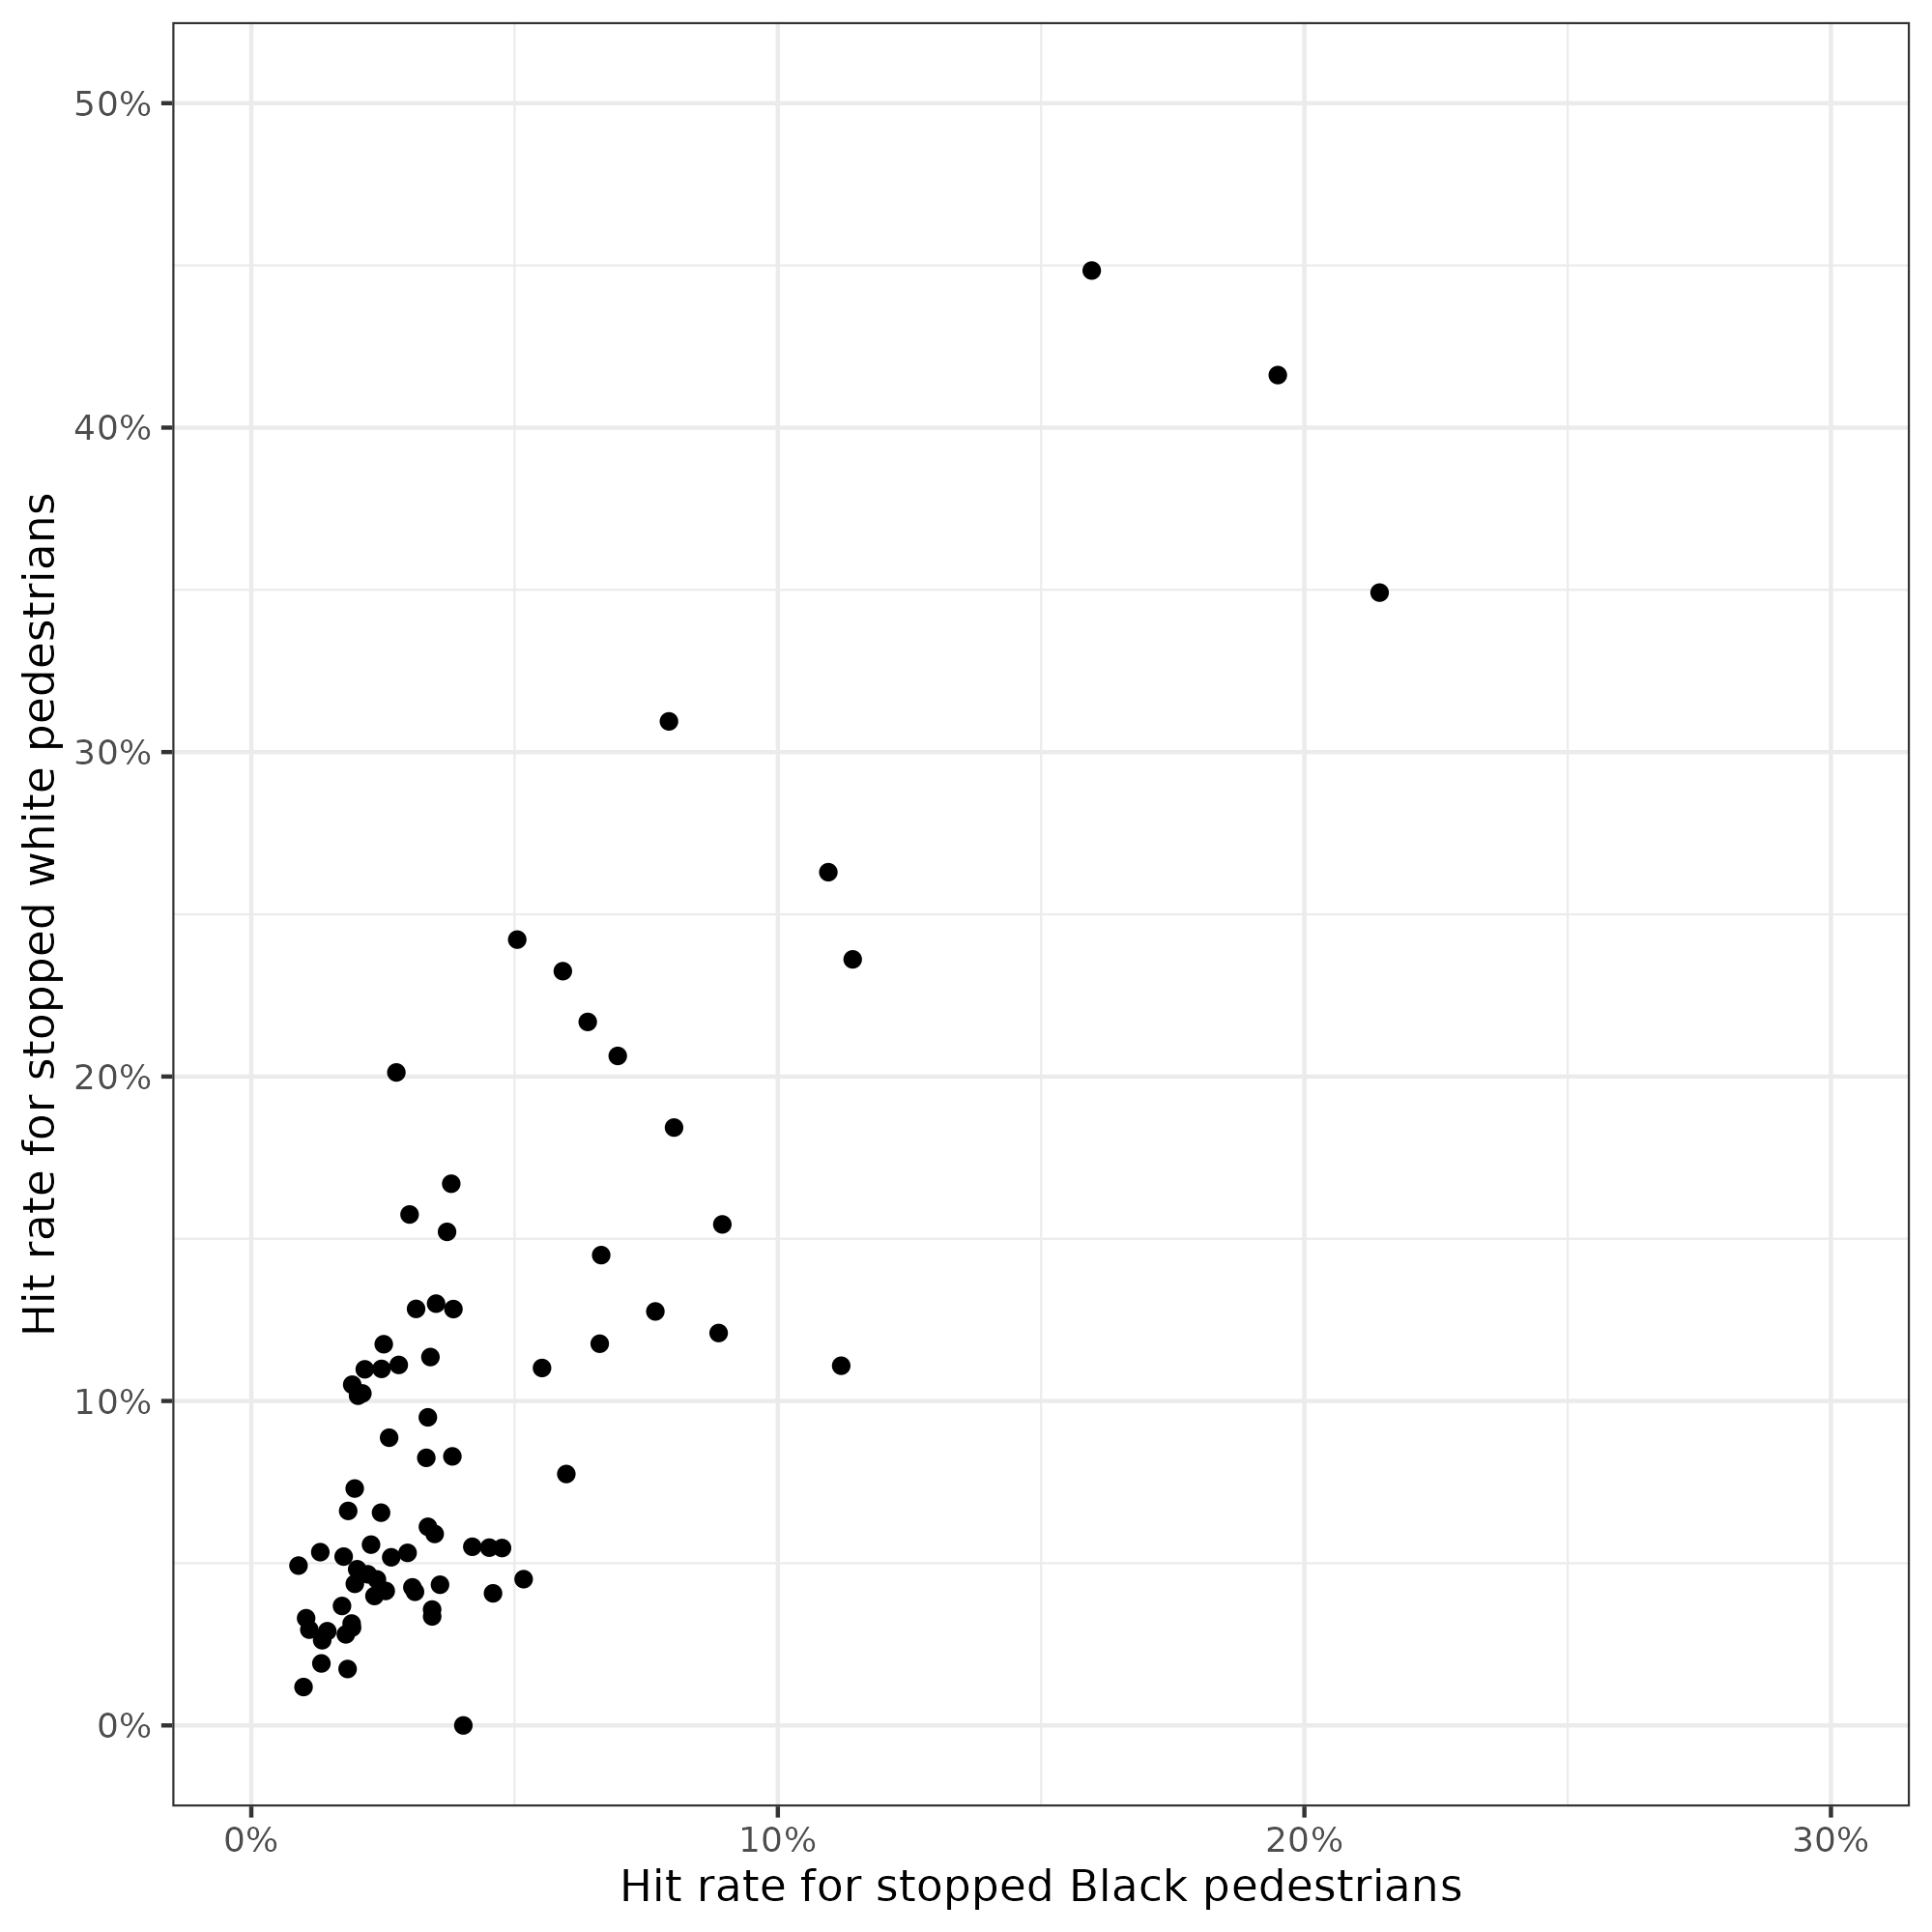 Hit rate for stopped white pedestrians
50%
40%
30%
20%
10%
0%
0% 10% 20% 30%
Hit rate for stopped Black pedestrians